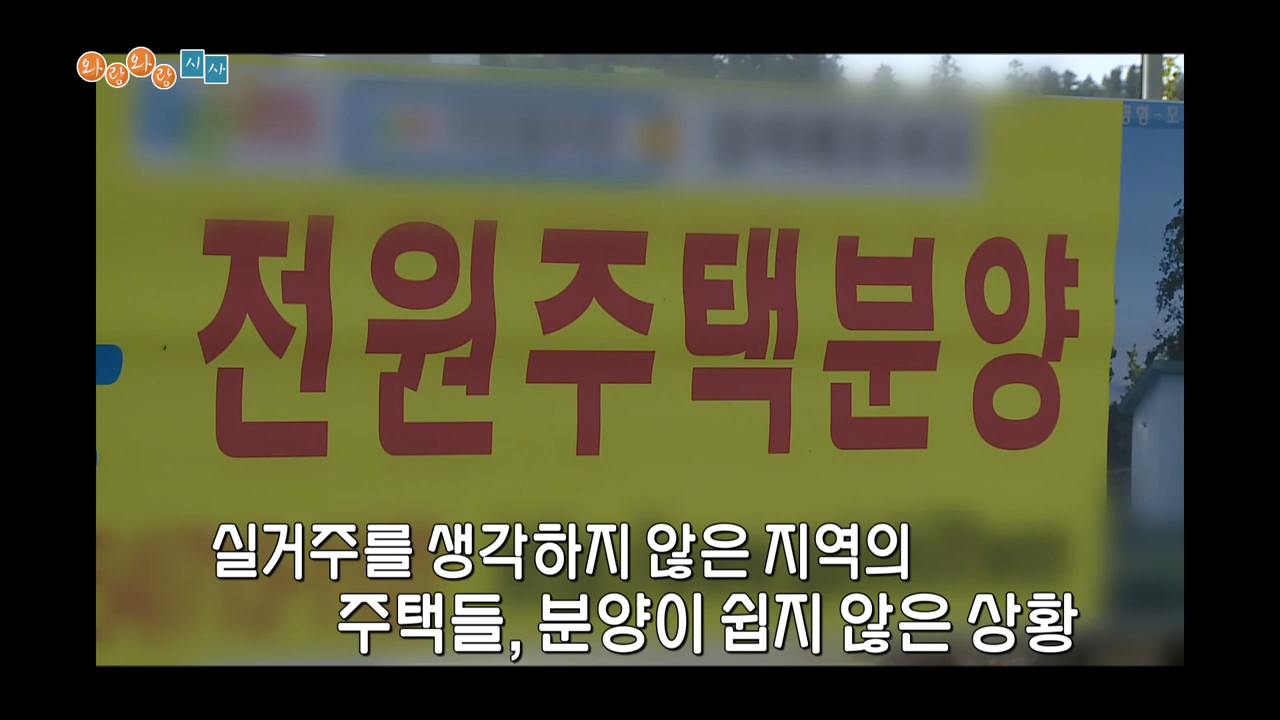 와랑와랑 시사
전원주택분양
실거주를 생각하지 않은 지역의
주택들, 분양이 쉽지 않은 상황